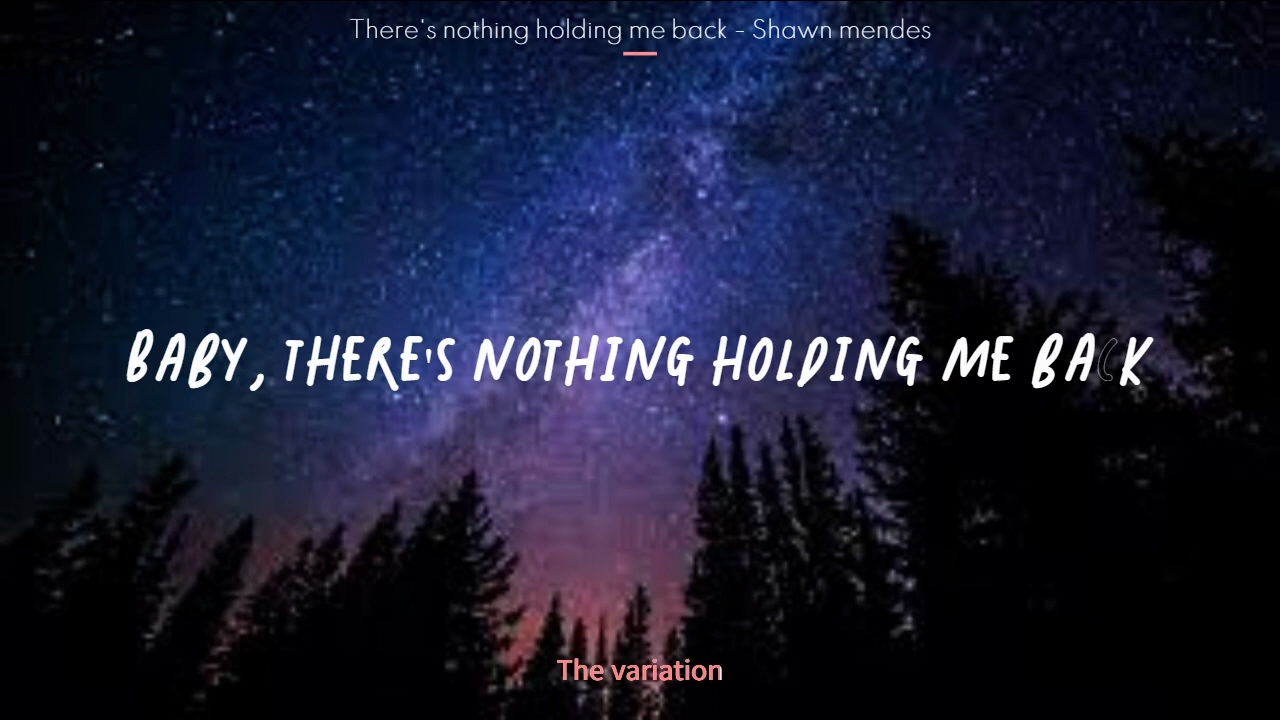 There's nothing holding me back - Shawn mendes
BABY, THERE'S NOTHING HOLDING ME BACK
The variation